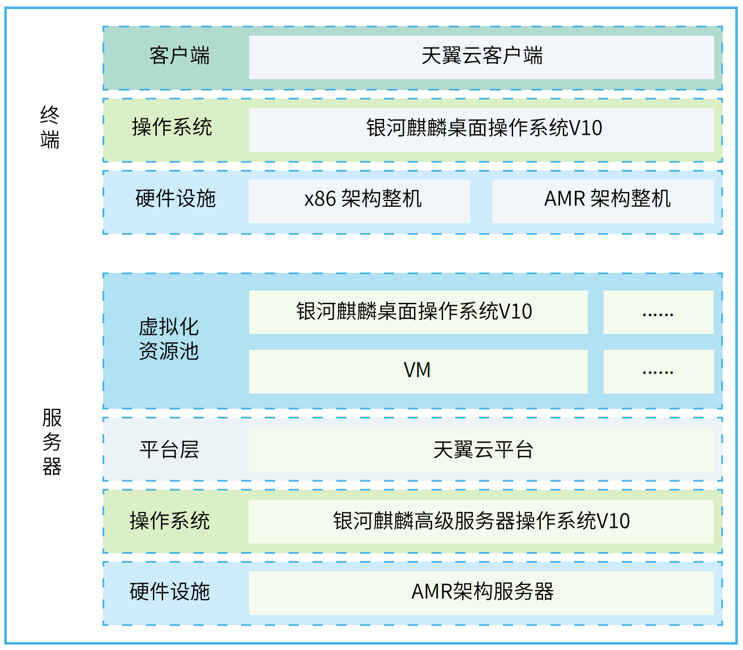 终端
客户端
天翼云客户端
操作系统
银河麒麟桌面操作系统V10
硬件设施
x86 架构整机
AMR 架构整机
服务器
虚拟化
资源池
银河麒麟桌面操作系统V10
......
VM
......
平台层
天翼云平台
操作系统
银河麒麟高级服务器操作系统V10
硬件设施
AMR架构服务器